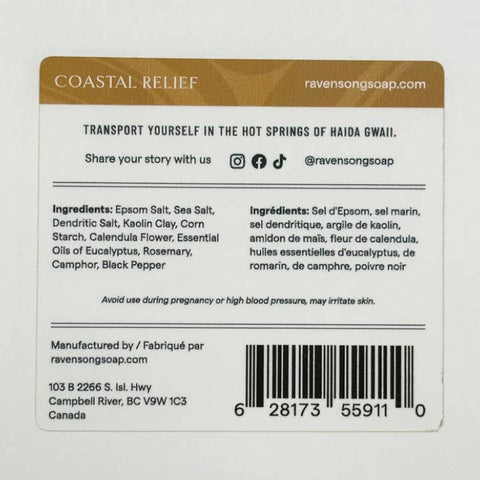 COASTAL RELIEF ravensongsoap.com
TRANSPORT YOURSELF IN THE HOT SPRINGS OF HAIDA GWAII.
Share your story with us @ravensongsoap
Ingredients: Epsom Salt, Sea Salt,
Dendritic Salt, Kaolin Clay, Corn
Starch, Calendula Flower, Essential
Oils of Eucalyptus, Rosemary,
Camphor, Black Pepper
Ingrédients: Sel d'Epsom, sel marin,
sel dendritique, argile de kaolin,
amidon de maïs, fleur de calendula,
huiles essentielles d'eucalyptus, de
romarin, de camphre, poivre noir
Avoid use during pregnancy or high blood pressure, may irritate skin.
Manufactured by / Fabriqué par
ravensongsoap.com
103 B 2266 S. Isl. Hwy
Campbell River, BC V9W 1C3
Canada
6 28173 55911 0